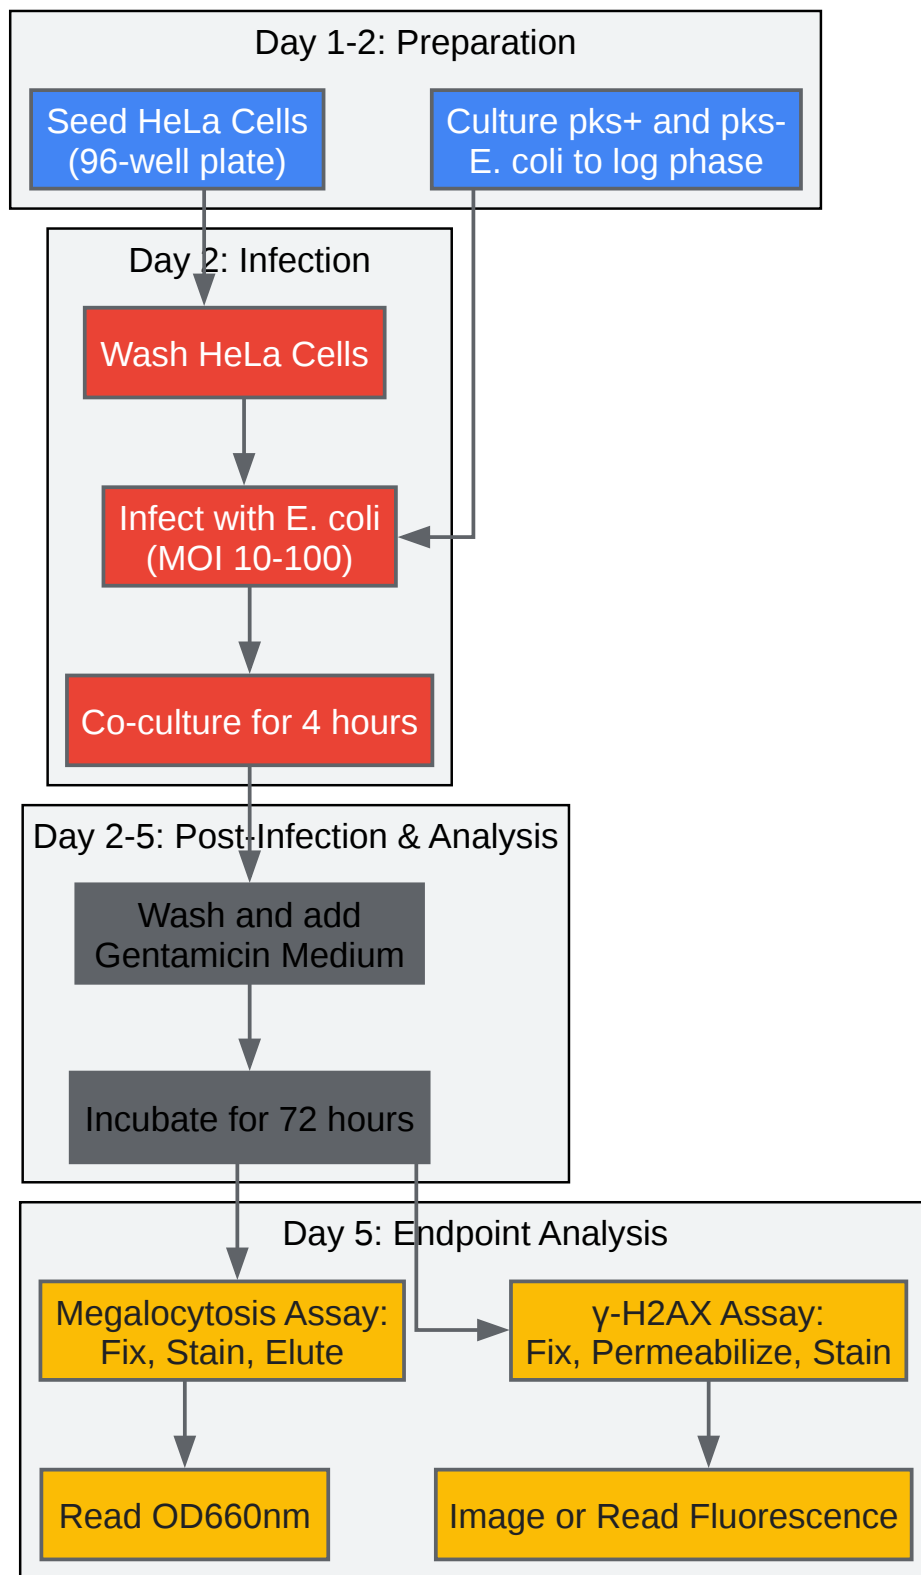 Day 1-2: Preparation
Seed HeLa Cells
(96-well plate)
Culture pks+ and pks-
E. coli to log phase
Day 2: Infection
Wash HeLa Cells
Infect with E. coli
(MOI 10-100)
Co-culture for 4 hours
Day 2-5: Post-Infection & Analysis
Wash and add
Gentamicin Medium
Incubate for 72 hours
Day 5: Endpoint Analysis
Megalocytosis Assay:
Fix, Stain, Elute
γ-H2AX Assay:
Fix, Permeabilize, Stain
Read OD660nm
Image or Read Fluorescence